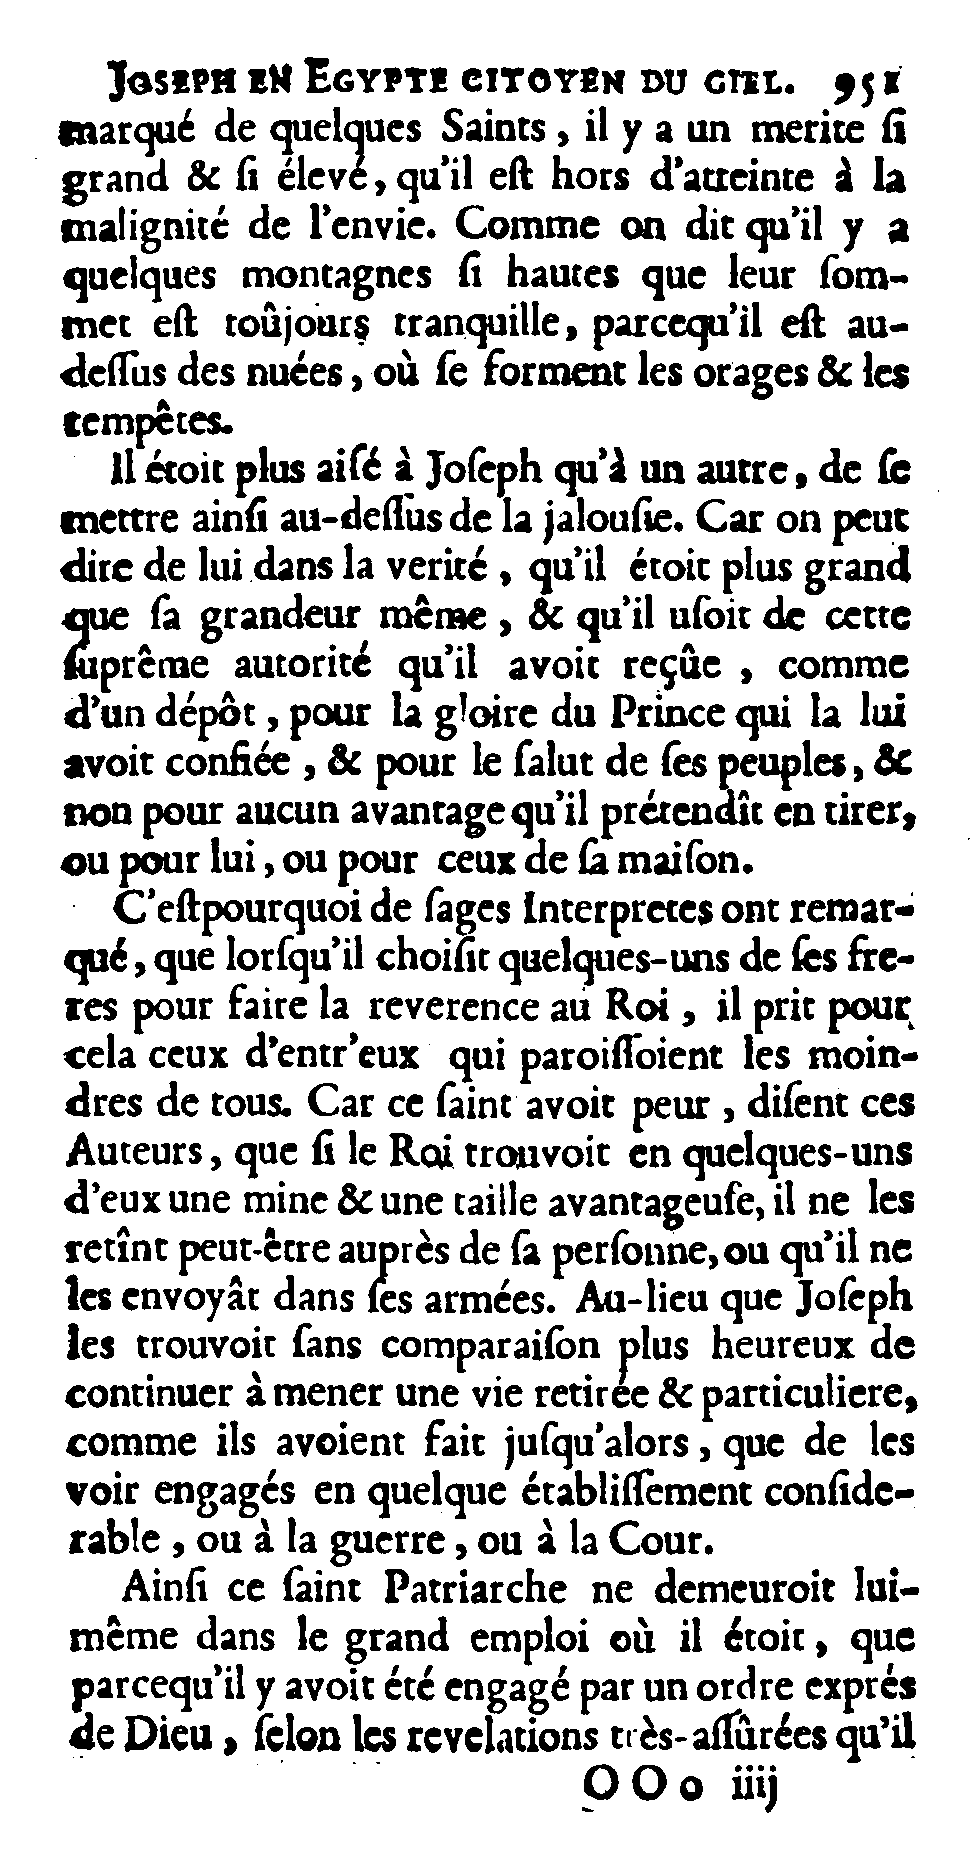 JOSEPH EN EGYPTE CITOYEN DU CIEL. 951
marqué de quelques Saints, il y a un merite ſi
grand & ſi élevé, qu'il eſt hors d'atteinte à la
malignité de l'envie. Comme on dit qu'il y a
quelques montagnes ſi hautes que leur ſom-
met eſt toûjours tranquille, parcequ'il eſt au-
deſſus des nuées, où ſe forment les orages & les
tempêtes.
Il étoit plus aiſé à Joſeph qu'à un autre, de ſe
mettre ainſi au-deſſus de la jalouſie. Car on peut
dire de lui dans la verité, qu'il étoit plus grand
que ſa grandeur même, & qu'il uſoit de cette
ſuprême autorité qu'il avoit reçûe, comme
d'un dépôt, pour la gloire du Prince qui la lui
avoit confiée, & pour le ſalut de ſes peuples, &
non pour aucun avantage qu'il prétendît en tirer,
ou pour lui, ou pour ceux de ſa maiſon.
C'eſtpourquoi de ſages Interpretes ont remar-
qué, que lorſqu'il choiſit quelques-uns de ſes fre-
res pour faire la reverence au Roi, il prit pour
cela ceux d'entr'eux qui paroiſſoient les moin-
dres de tous. Car ce ſaint avoit peur, diſent ces
Auteurs, que ſi le Roi trouvoit en quelques-uns
d'eux une mine & une taille avantageuſe, il ne les
retînt peut-être auprès de ſa perſonne, ou qu'il ne
les envoyât dans ſes armées. Au-lieu que Joſeph
les trouvoit ſans comparaiſon plus heureux de
continuer à mener une vie retirée & particuliere,
comme ils avoient fait juſqu'alors, que de les
voir engagés en quelque établiſſement conſide-
rable, ou à la guerre, ou à la Cour.
Ainſi ce ſaint Patriarche ne demeuroit lui-
même dans le grand emploi où il étoit, que
parcequ'il y avoit été engagé par un ordre exprés
de Dieu, ſelon les revelations très-aſſûrées qu'il
OOo iiij